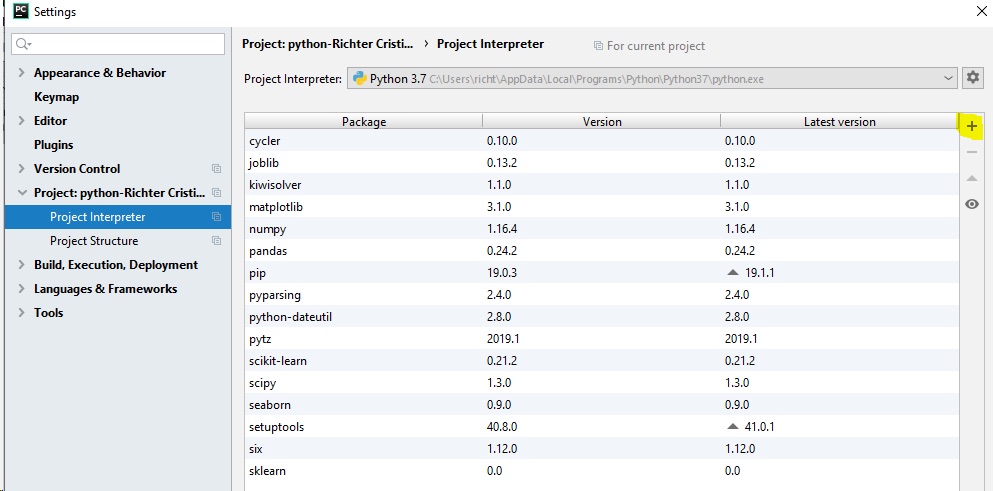 PC Settings
Project: python-Richter Cristi... › Project Interpreter For current project
Project Interpreter: Python 3.7 C:\Users\richt\AppData\Local\Programs\Python\Python37\python.exe
Appearance & Behavior
Keymap
Editor
Plugins
Version Control
Project: python-Richter Cristi...
Project Interpreter
Project Structure
Build, Execution, Deployment
Languages & Frameworks
Tools
Package Version Latest version
cycler 0.10.0 0.10.0
joblib 0.13.2 0.13.2
kiwisolver 1.1.0 1.1.0
matplotlib 3.1.0 3.1.0
numpy 1.16.4 1.16.4
pandas 0.24.2 0.24.2
pip 19.0.3 19.1.1
pyparsing 2.4.0 2.4.0
python-dateutil 2.8.0 2.8.0
pytz 2019.1 2019.1
scikit-learn 0.21.2 0.21.2
scipy 1.3.0 1.3.0
seaborn 0.9.0 0.9.0
setuptools 40.8.0 41.0.1
six 1.12.0 1.12.0
sklearn 0.0 0.0